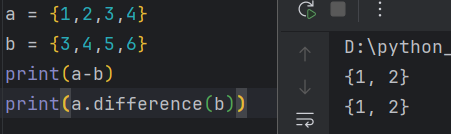 a = {1,2,3,4}
b = {3,4,5,6}
print(a-b)
print(a.difference(b))
D:\python_
{1, 2}
{1, 2}